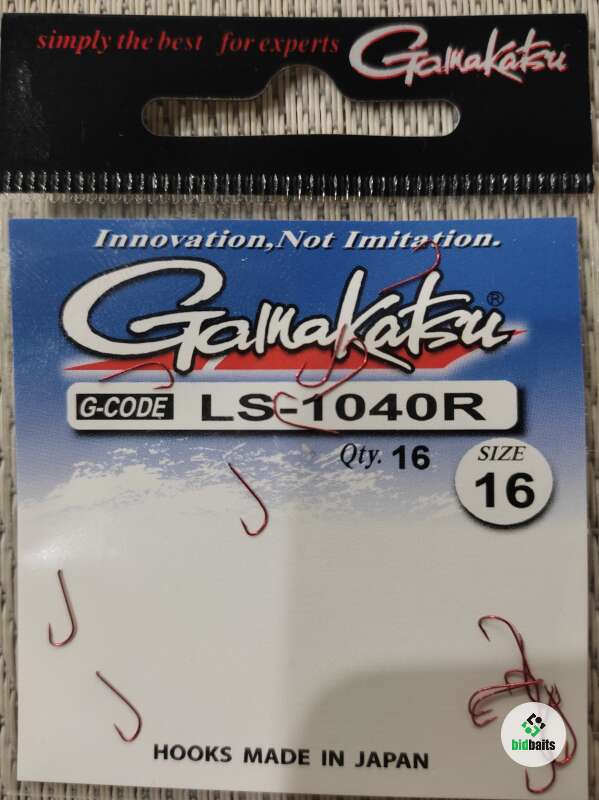 simply the best for experts Gamakatsu
Innovation, Not Imitation.
Gamakatsu®
G-CODE LS-1040R
Qty. 16
SIZE
16
HOOKS MADE IN JAPAN
bidbaits